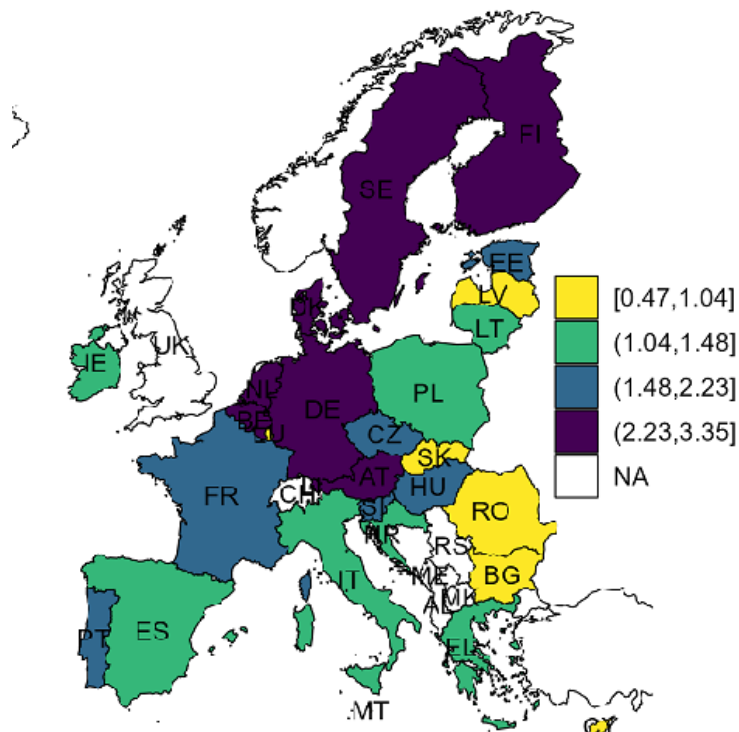 FI
SE
EE
LV
[0.47,1.04]
DK
LT
(1.04,1.48]
UK
IE
(1.48,2.23]
NL
PL
DE
(2.23,3.35]
BE
LU
CZ
SK
AT
NA
HU
CH
LI
FR
SI
RO
HR
RS
IT
ME
BG
MK
AL
ES
PT
EL
MT
CY